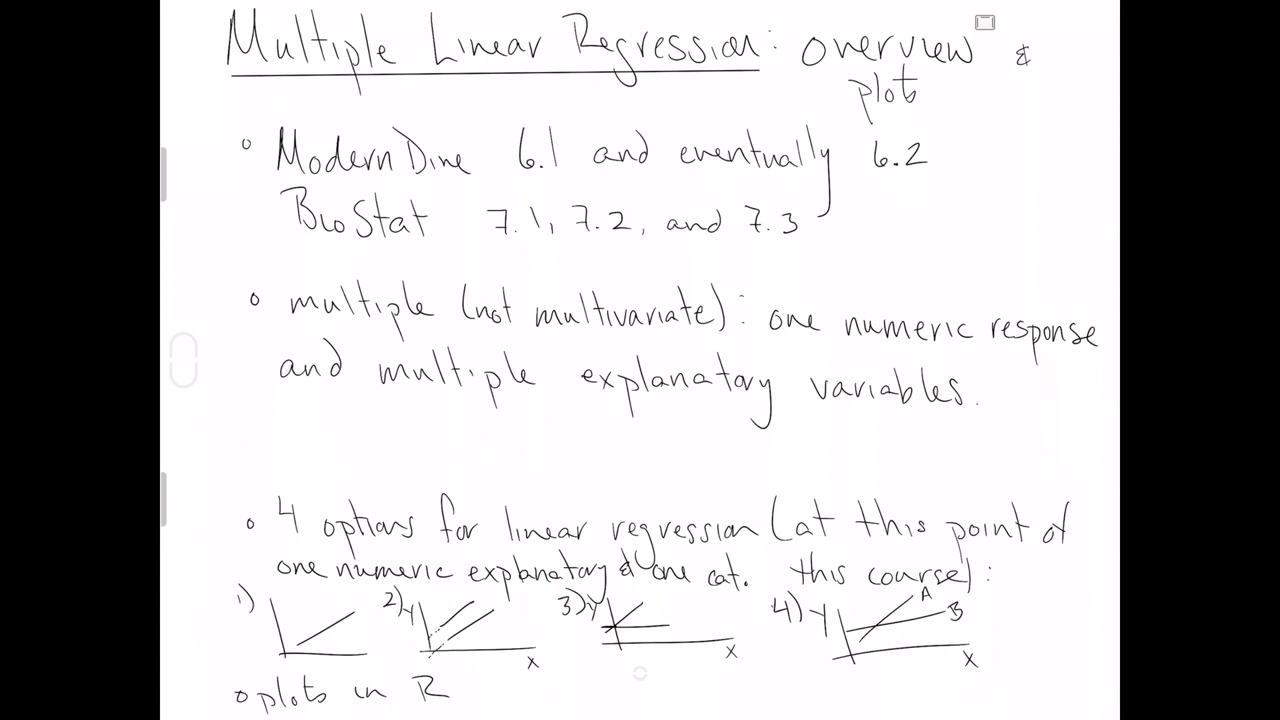 Multiple Linear Regression: overview &
plots
◦ ModernDive 6.1 and eventually 6.2
BioStat 7.1, 7.2, and 7.3
◦ multiple (not multivariate): one numeric response
and multiple explanatory variables.
◦ 4 options for linear regression (at this point of
one numeric explanatory & one cat. this course):
1) 2) Y X 3) Y X 4) Y A B X
◦ plots in R